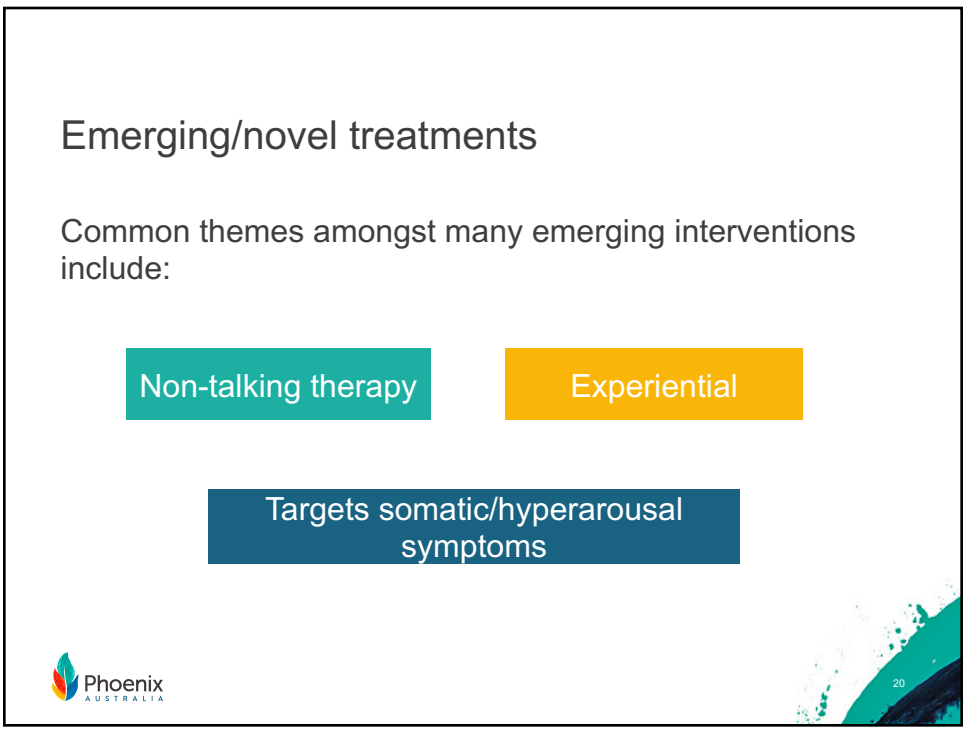 Emerging/novel treatments
Common themes amongst many emerging interventions
include:
Non-talking therapy
Experiential
Targets somatic/hyperarousal
symptoms
Phoenix
AUSTRALIA
20